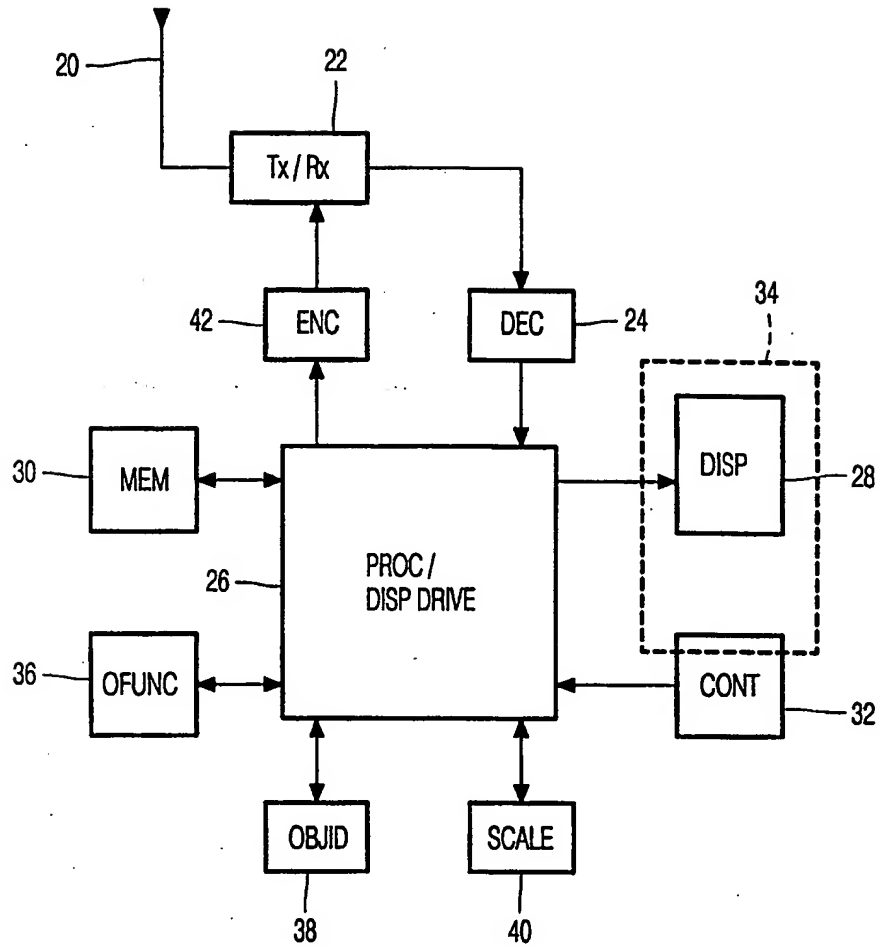 20
22
Tx / Rx
42
ENC
DEC
24
34
30
MEM
DISP
28
26
PROC /
DISP DRIVE
36
OFUNC
CONT
32
OBJID
SCALE
38
40